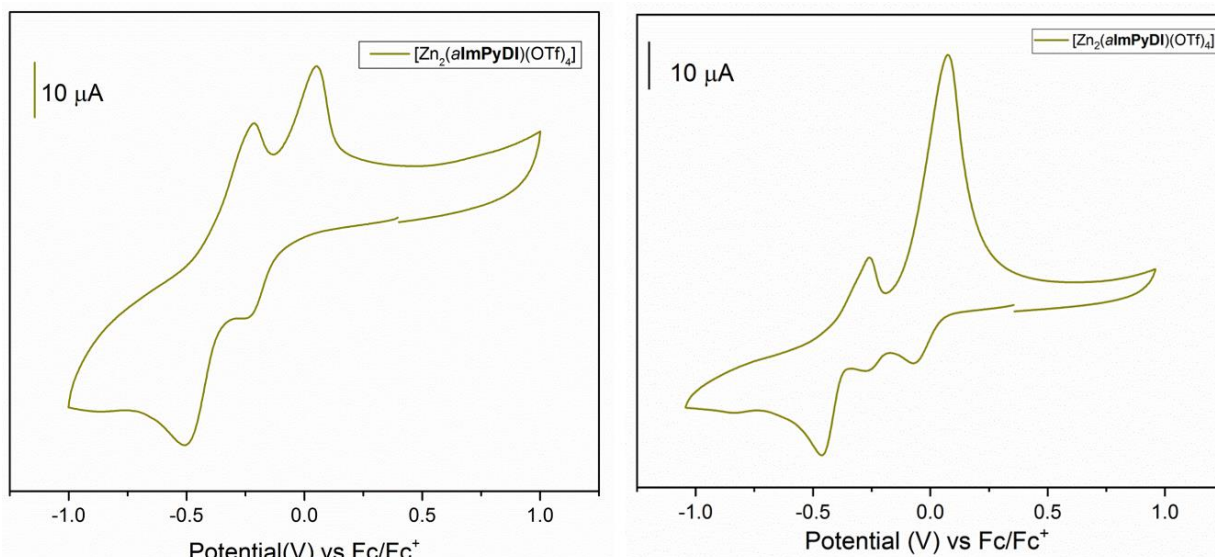 [Zn2(aImPyDI)(OTf)4]
10 μA
-1.0 -0.5 0.0 0.5 1.0
Potential(V) vs Fc/Fc+
[Zn2(aImPyDI)(OTf)4]
10 μA
-1.0 -0.5 0.0 0.5 1.0
Potential (V) vs Fc/Fc+